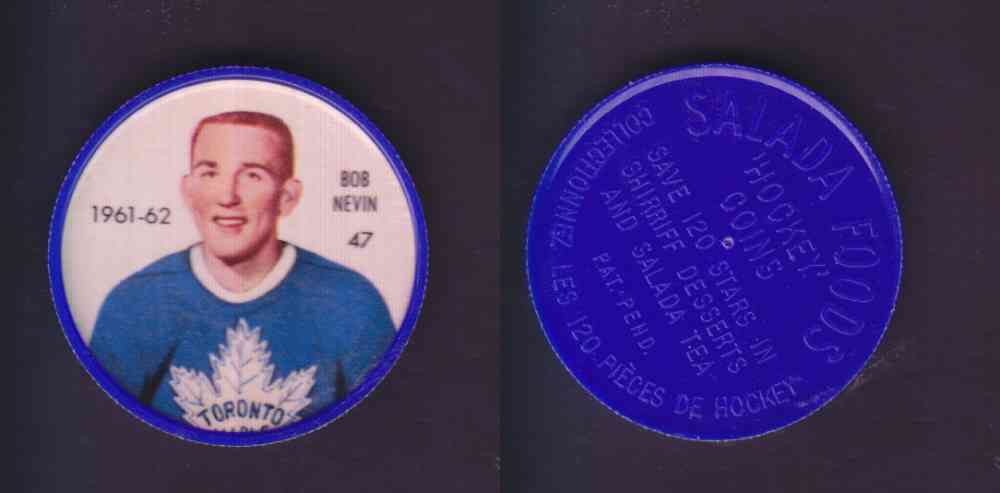 1961-62
BOB
NEVIN
47
TORONTO
SALADA FOODS
"HOCKEY
COINS"
SAVE 120 STARS IN
SHIRRIFF DESSERTS
AND SALADA TEA
PAT. PEND.
COLLECTIONNEZ LES 120 PIÈCES DE HOCKEY